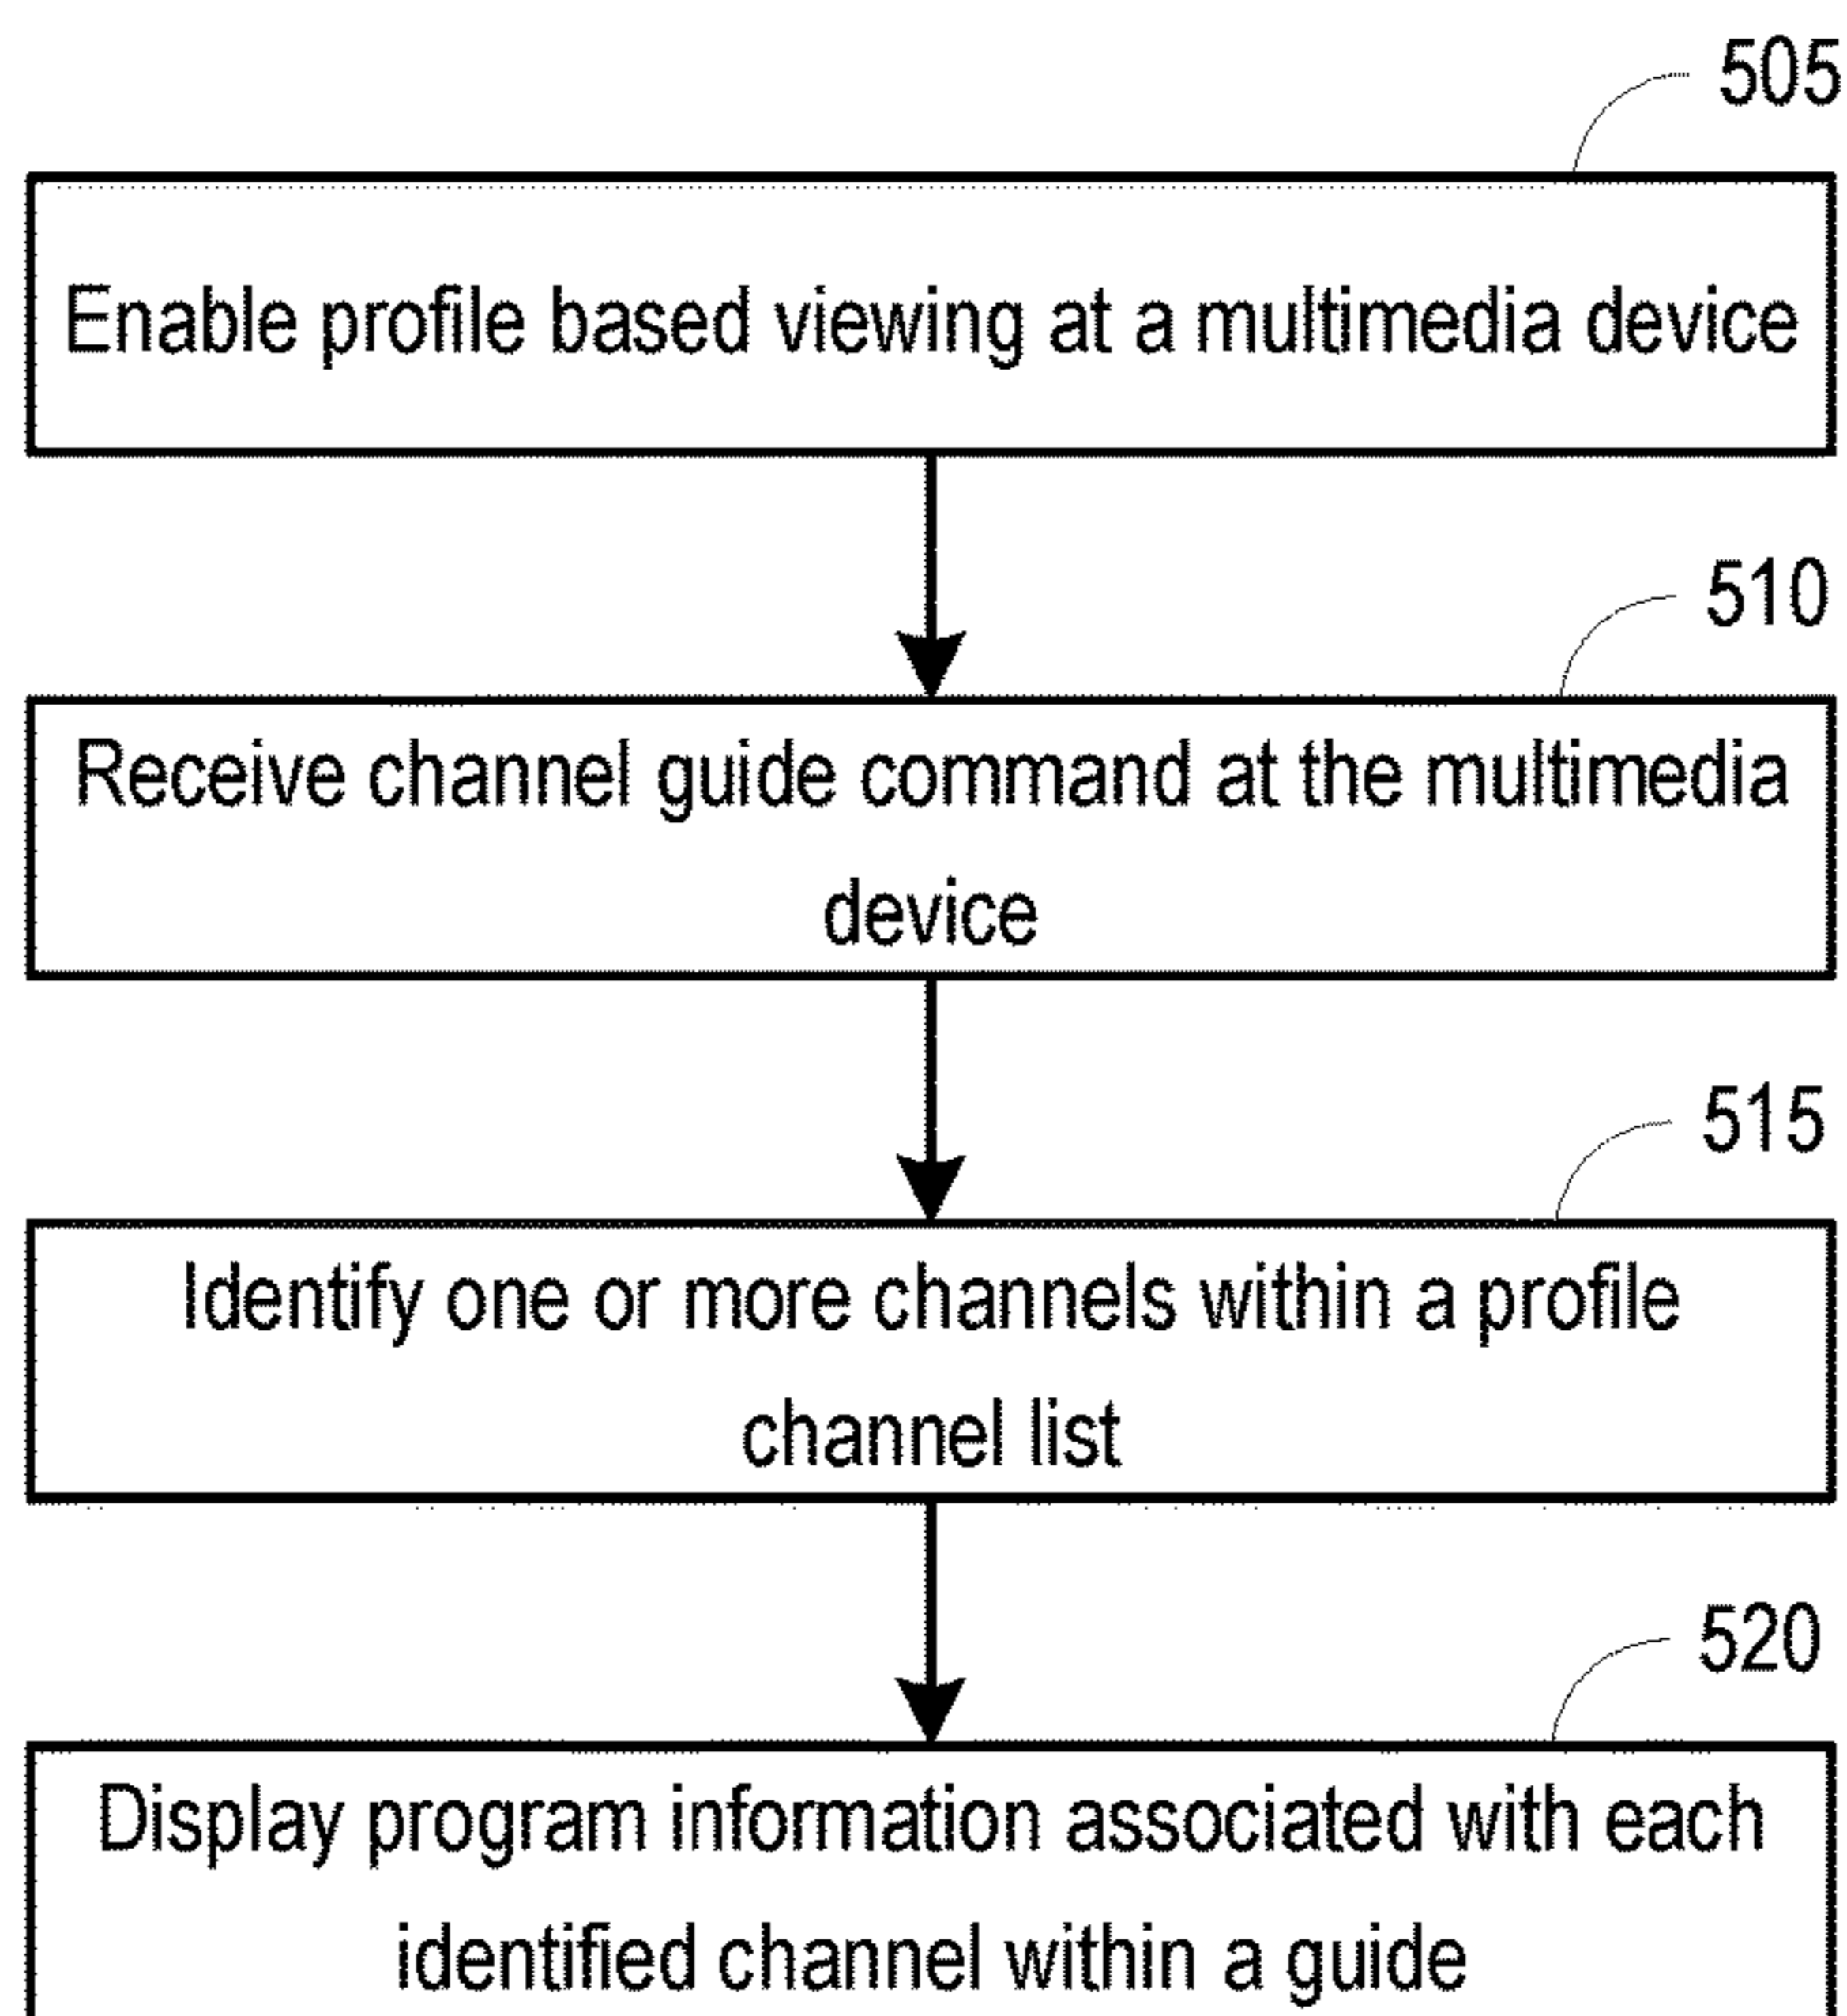 505
Enable profile based viewing at a multimedia device
510
Receive channel guide command at the multimedia
device
515
Identify one or more channels within a profile
channel list
520
Display program information associated with each
identified channel within a guide